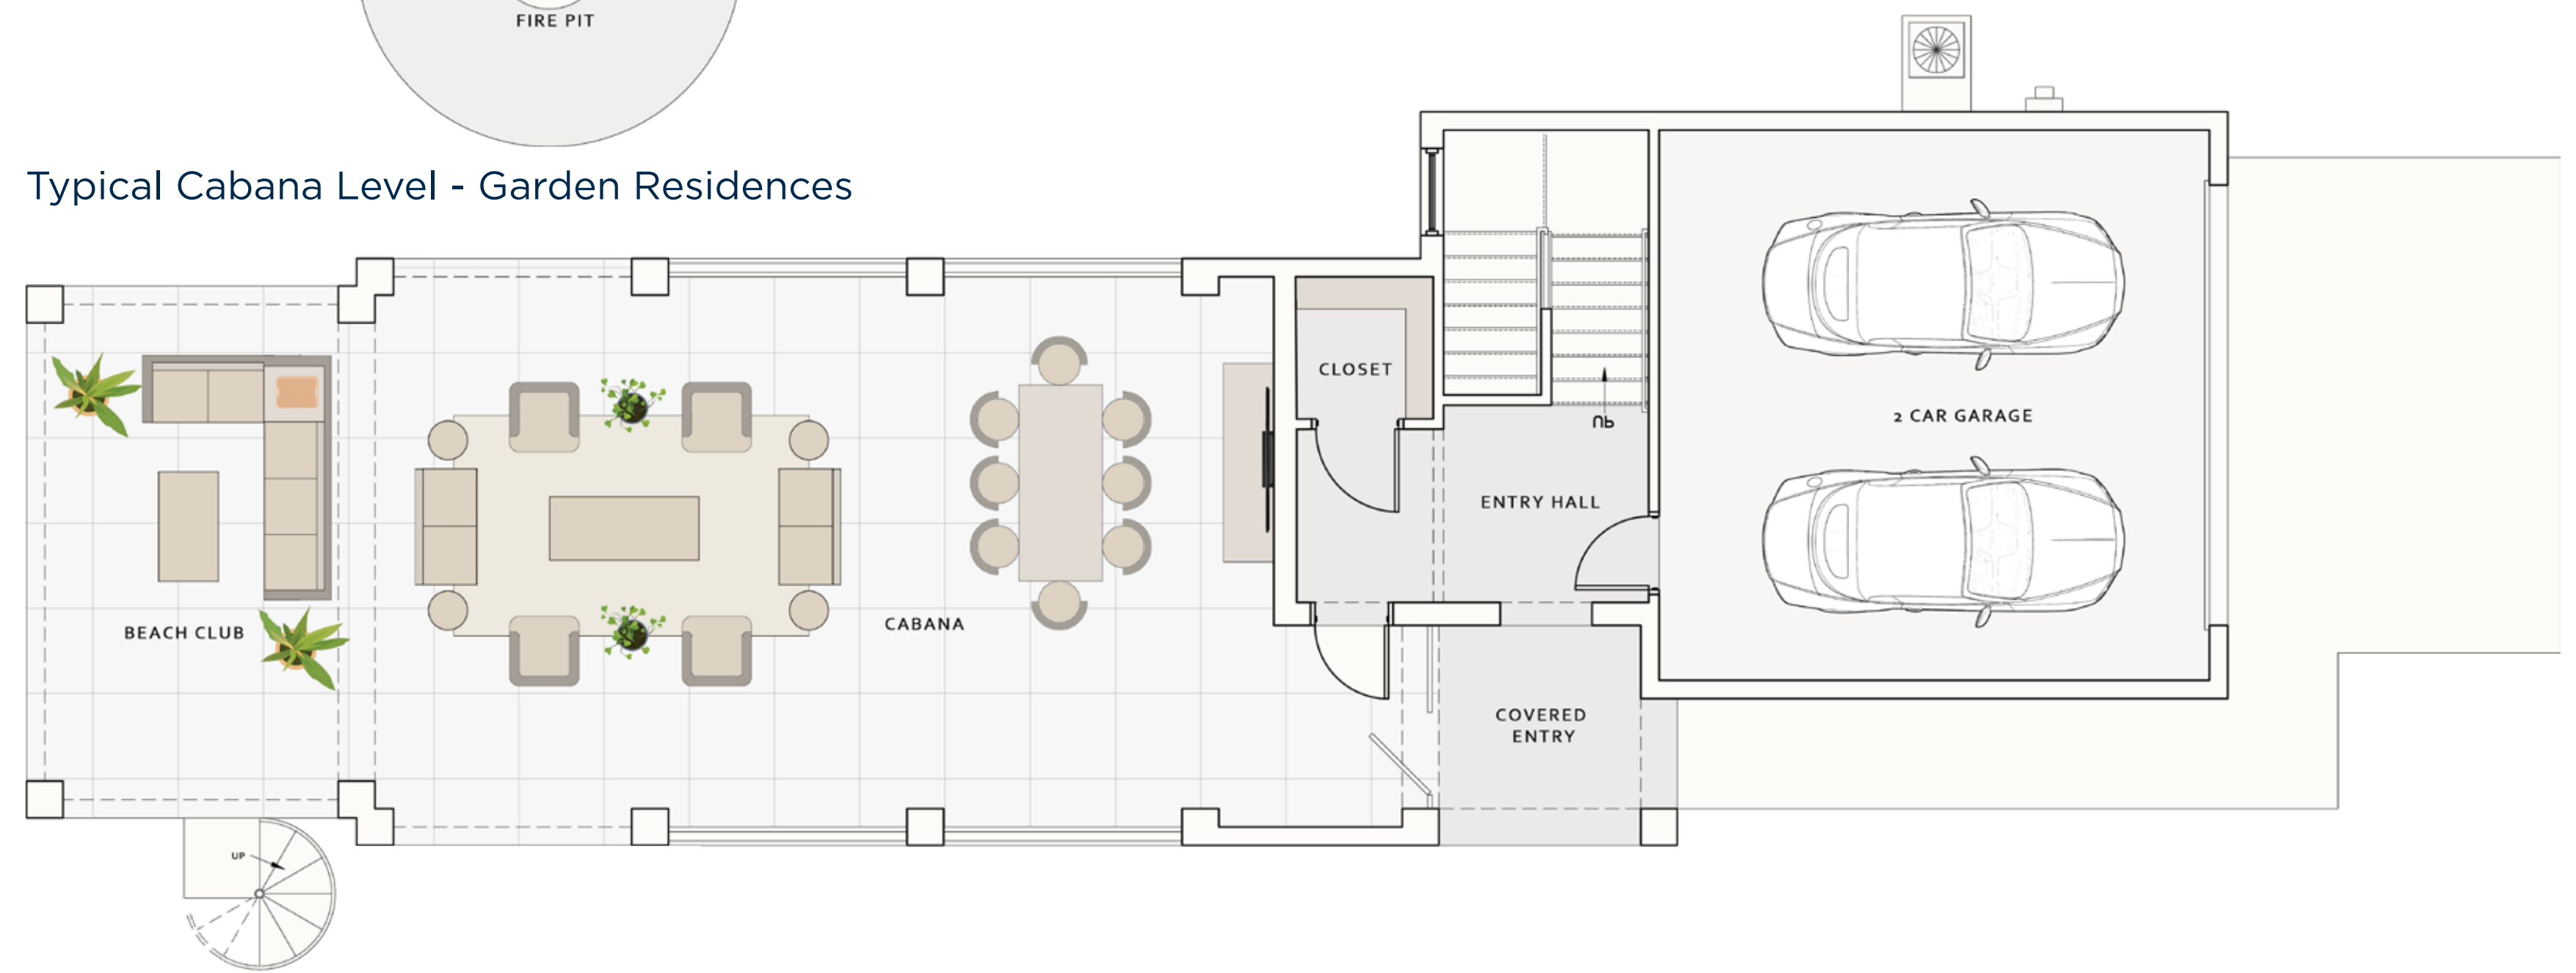 FIRE PIT
Typical Cabana Level - Garden Residences
CLOSET
2 CAR GARAGE
UP
ENTRY HALL
CABANA
BEACH CLUB
COVERED
ENTRY
UP